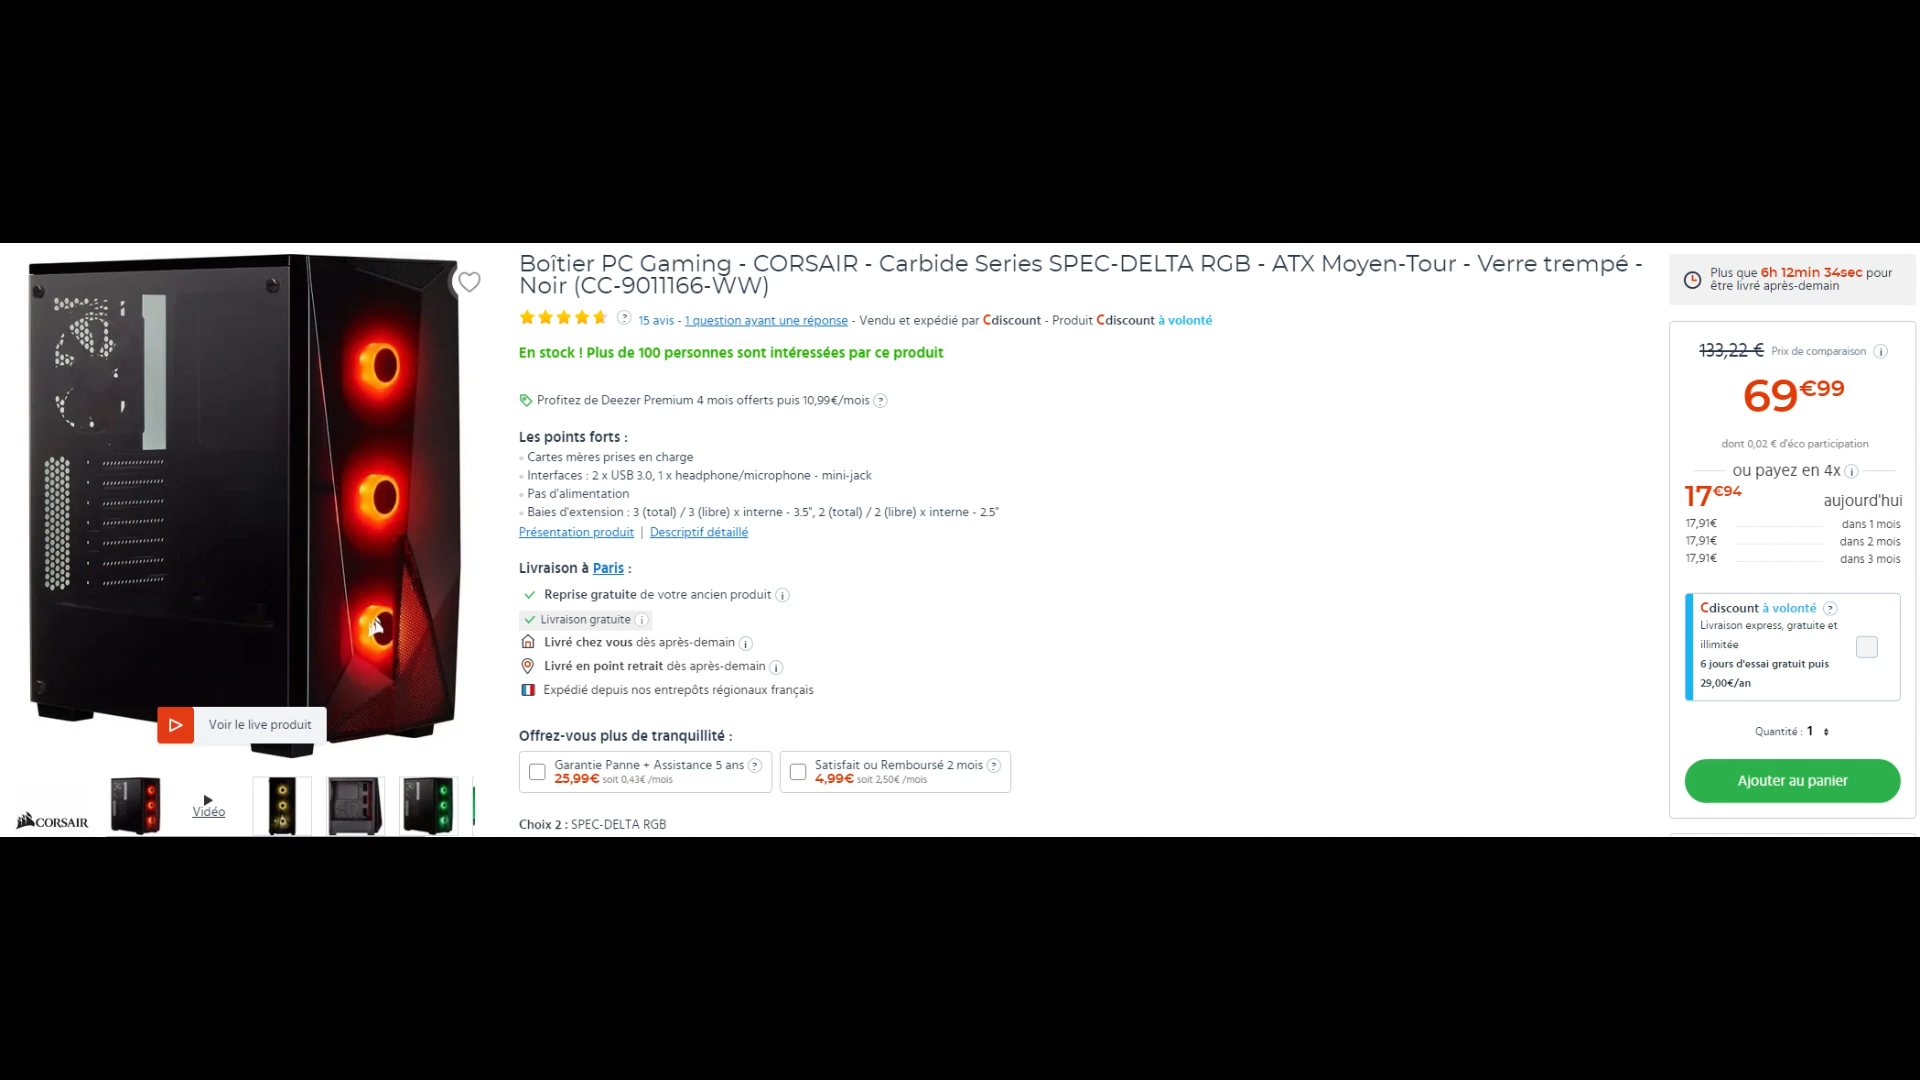 Boîtier PC Gaming - CORSAIR - Carbide Series SPEC-DELTA RGB - ATX Moyen-Tour - Verre trempé -
Noir (CC-9011166-WW)
? 15 avis - 1 question ayant une réponse - Vendu et expédié par Cdiscount - Produit Cdiscount à volonté
En stock ! Plus de 100 personnes sont intéressées par ce produit
Profitez de Deezer Premium 4 mois offerts puis 10,99€/mois ?
Les points forts :
Cartes mères prises en charge
Interfaces : 2 x USB 3.0, 1 x headphone/microphone - mini-jack
Pas d'alimentation
Baies d'extension : 3 (total) / 3 (libre) x interne - 3.5", 2 (total) / 2 (libre) x interne - 2.5"
Présentation produit | Descriptif détaillé
Livraison à Paris :
Reprise gratuite de votre ancien produit i
Livraison gratuite i
Livré chez vous dès après-demain i
Livré en point retrait dès après-demain i
Expédié depuis nos entrepôts régionaux français
Offrez-vous plus de tranquillité :
Garantie Panne + Assistance 5 ans ?
25,99€ soit 0,43€ /mois
Satisfait ou Remboursé 2 mois ?
4,99€ soit 2,50€ /mois
Choix 2 : SPEC-DELTA RGB
Voir le live produit
CORSAIR
Vidéo
Plus que 6h 12min 34sec pour
être livré après-demain
133,22 € Prix de comparaison i
69€99
dont 0,02 € d'éco participation
ou payez en 4x i
17€94 aujourd'hui
17,91€ dans 1 mois
17,91€ dans 2 mois
17,91€ dans 3 mois
Cdiscount à volonté ?
Livraison express, gratuite et
illimitée
6 jours d'essai gratuit puis
29,00€/an
Quantité : 1
Ajouter au panier